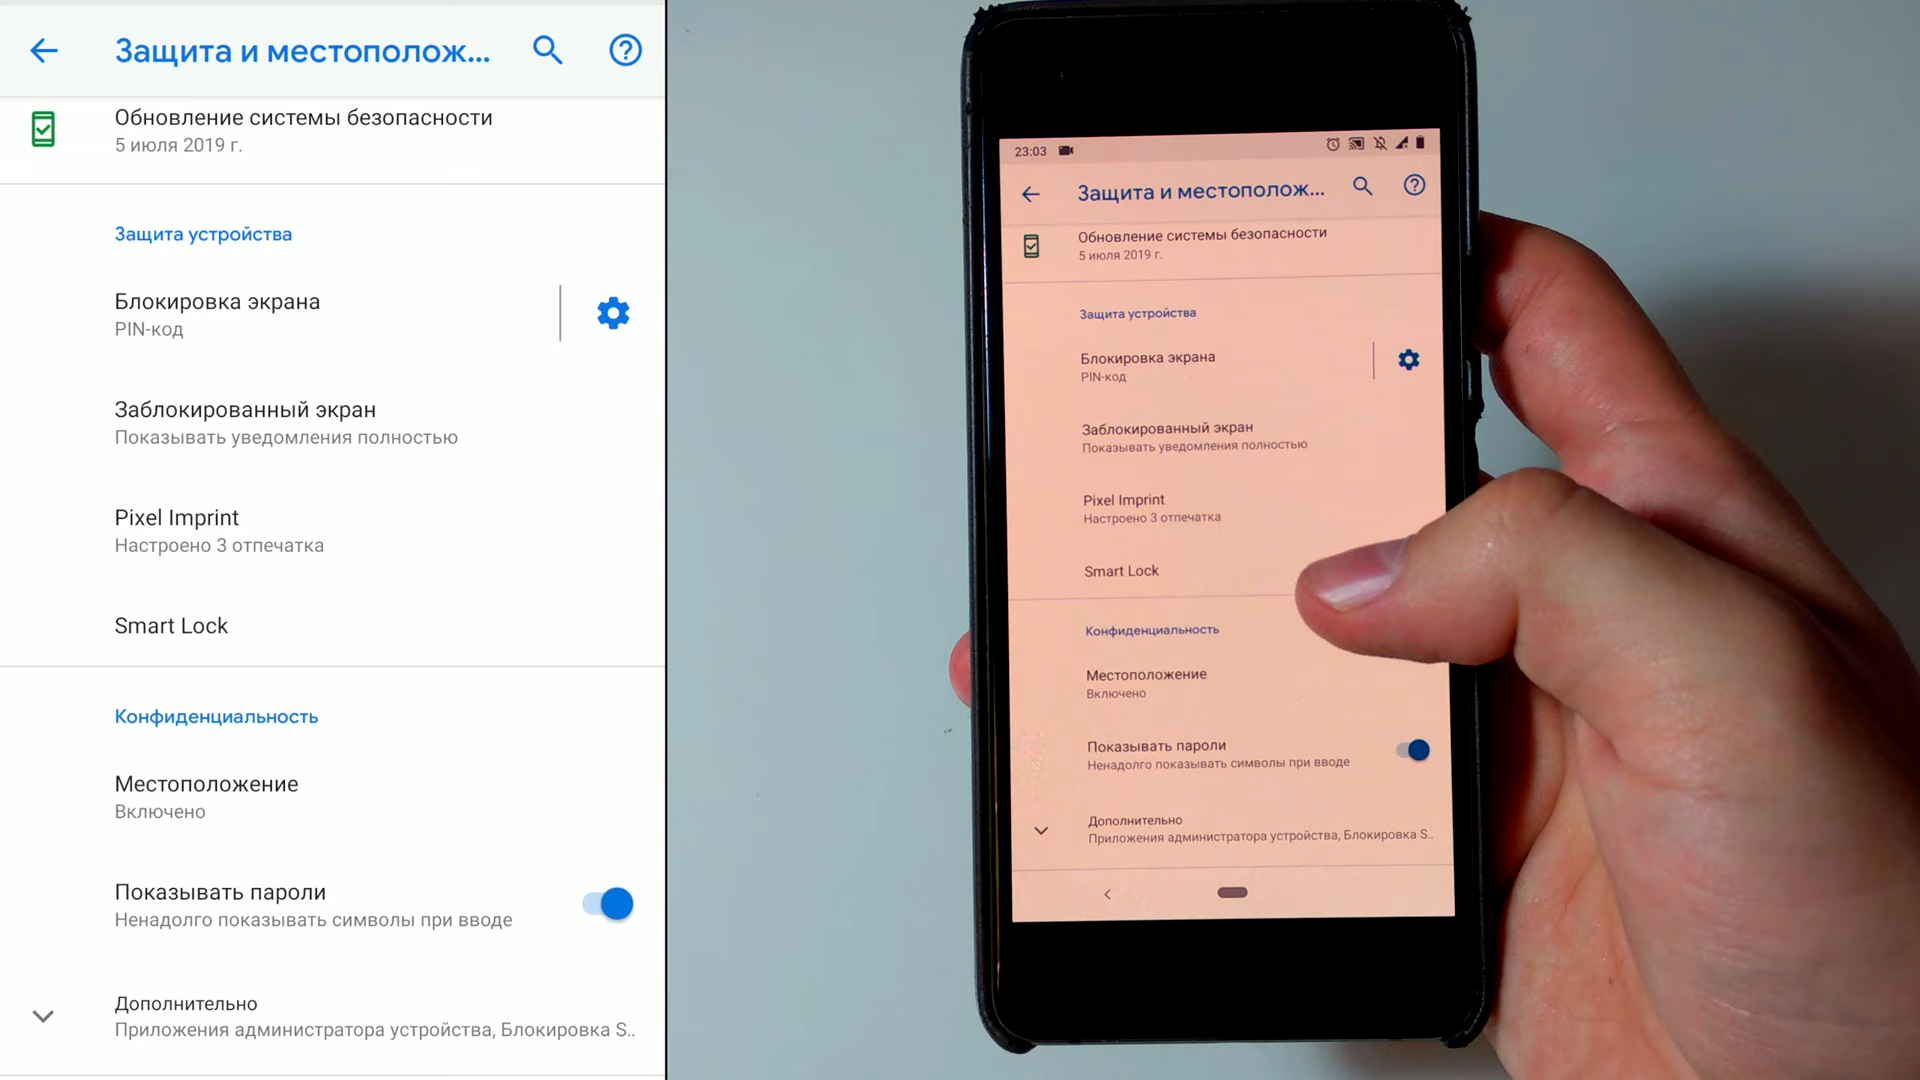 Защита и местополож...
Обновление системы безопасности
5 июля 2019 г.
Защита устройства
Блокировка экрана
PIN-код
Заблокированный экран
Показывать уведомления полностью
Pixel Imprint
Настроено 3 отпечатка
Smart Lock
Конфиденциальность
Местоположение
Включено
Показывать пароли
Ненадолго показывать символы при вводе
Дополнительно
Приложения администратора устройства, Блокировка S..
23:03
Защита и местополож...
Обновление системы безопасности
5 июля 2019 г.
Защита устройства
Блокировка экрана
PIN-код
Заблокированный экран
Показывать уведомления полностью
Pixel Imprint
Настроено 3 отпечатка
Smart Lock
Конфиденциальность
Местоположение
Включено
Показывать пароли
Ненадолго показывать символы при вводе
Дополнительно
Приложения администратора устройства, Блокировка S..